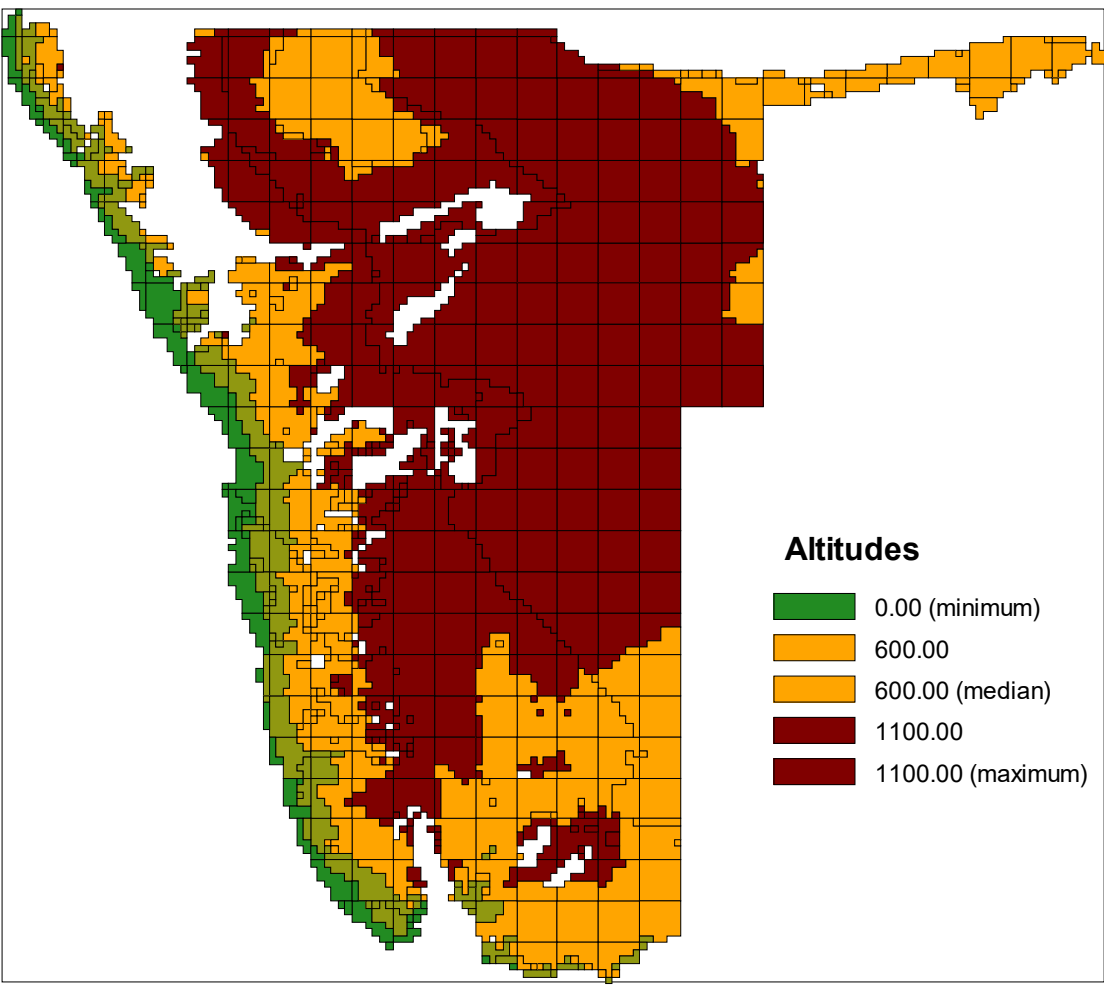 Altitudes
0.00 (minimum)
600.00
600.00 (median)
1100.00
1100.00 (maximum)